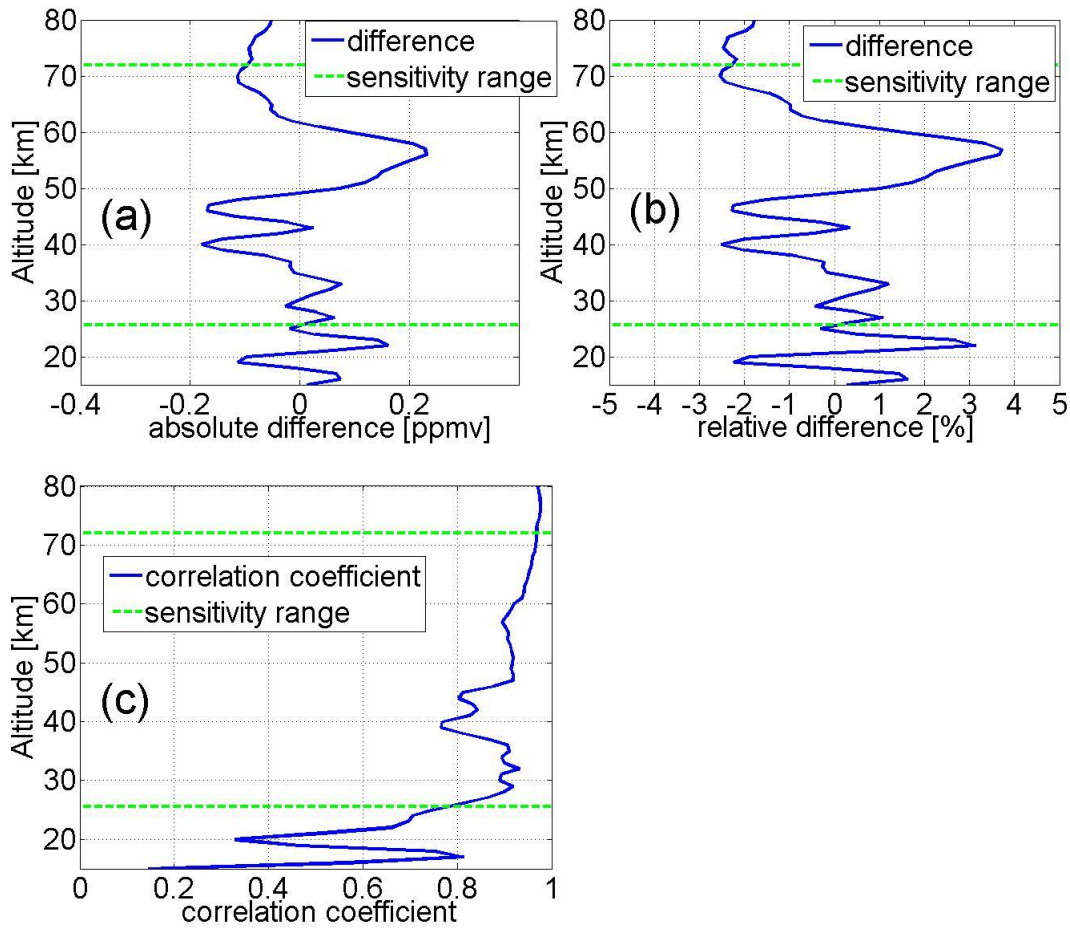 80
70
60
50
40
30
20
Altitude [km]
difference
sensitivity range
(a)
-0.4 -0.2 0 0.2
absolute difference [ppmv]
80
70
60
50
40
30
20
Altitude [km]
difference
sensitivity range
(b)
-5 -4 -3 -2 -1 0 1 2 3 4 5
relative difference [%]
80
70
60
50
40
30
20
Altitude [km]
correlation coefficient
sensitivity range
(c)
0 0.2 0.4 0.6 0.8 1
correlation coefficient